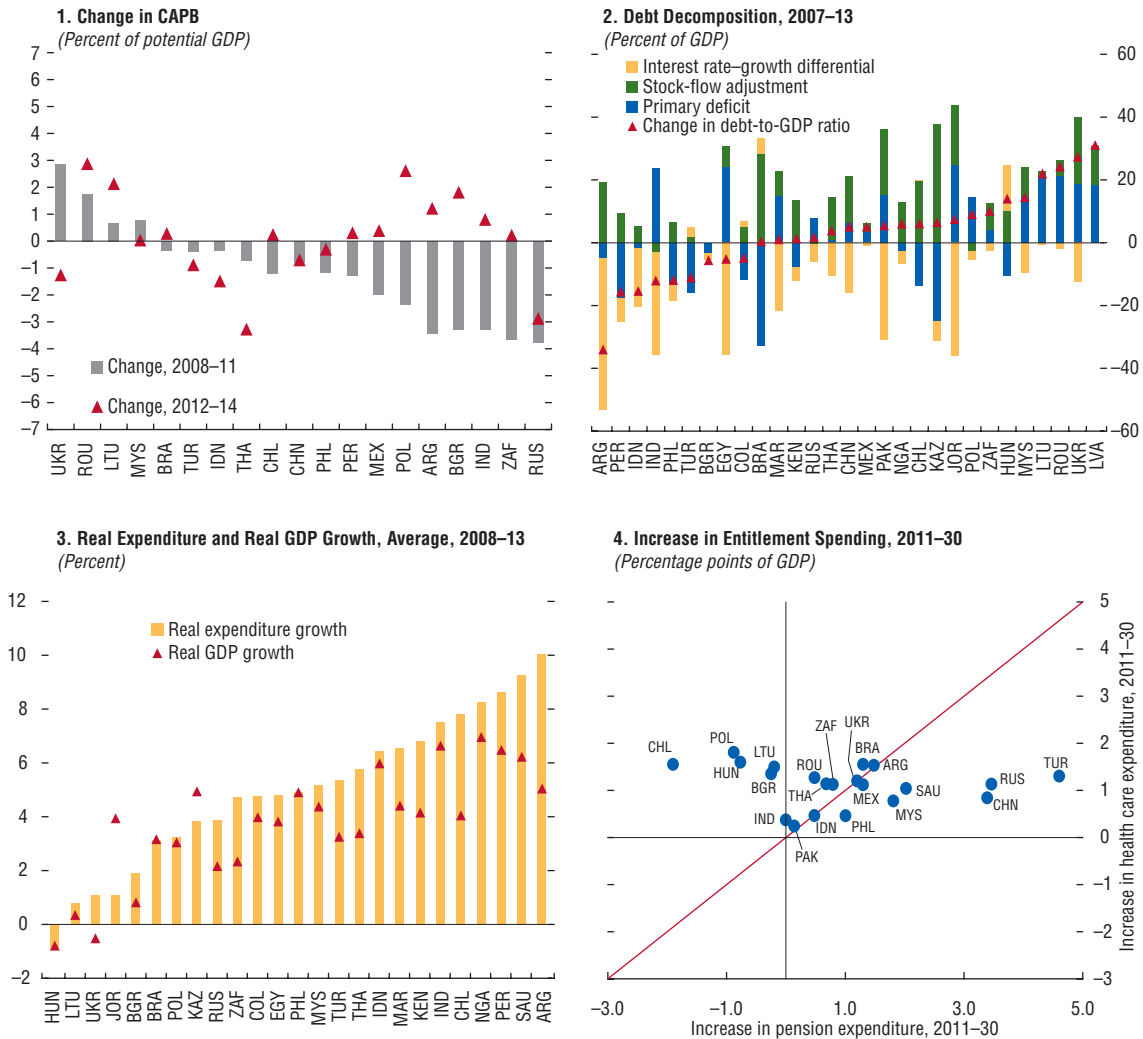 1. Change in CAPB
(Percent of potential GDP)
7
6
5
4
3
2
1
0
–1
–2
–3
–4
–5
–6
–7
Change, 2008–11
Change, 2012–14
UKR
ROU
LTU
MYS
BRA
TUR
IDN
THA
CHL
CHN
PHL
PER
MEX
POL
ARG
BGR
IND
ZAF
RUS
2. Debt Decomposition, 2007–13
(Percent of GDP)
Interest rate–growth differential
Stock-flow adjustment
Primary deficit
Change in debt-to-GDP ratio
60
40
20
0
–20
–40
–60
ARG
PER
IDN
IND
PHL
TUR
BGR
EGY
COL
BRA
MAR
KEN
RUS
THA
CHN
MEX
PAK
NGA
CHL
KAZ
JOR
POL
ZAF
HUN
MYS
LTU
ROU
UKR
LVA
3. Real Expenditure and Real GDP Growth, Average, 2008–13
(Percent)
12
10
8
6
4
2
0
–2
Real expenditure growth
Real GDP growth
HUN
LTU
UKR
JOR
BGR
BRA
POL
KAZ
RUS
ZAF
COL
EGY
PHL
MYS
TUR
THA
IDN
MAR
KEN
IND
CHL
NGA
PER
SAU
ARG
4. Increase in Entitlement Spending, 2011–30
(Percentage points of GDP)
5
4
3
2
1
0
–1
–2
–3
Increase in health care expenditure, 2011–30
CHL
POL
HUN
LTU
BGR
ROU
ZAF
UKR
THA
BRA
ARG
MEX
SAU
MYS
RUS
CHN
TUR
IND
PAK
IDN
PHL
–3.0
–1.0
1.0
3.0
5.0
Increase in pension expenditure, 2011–30